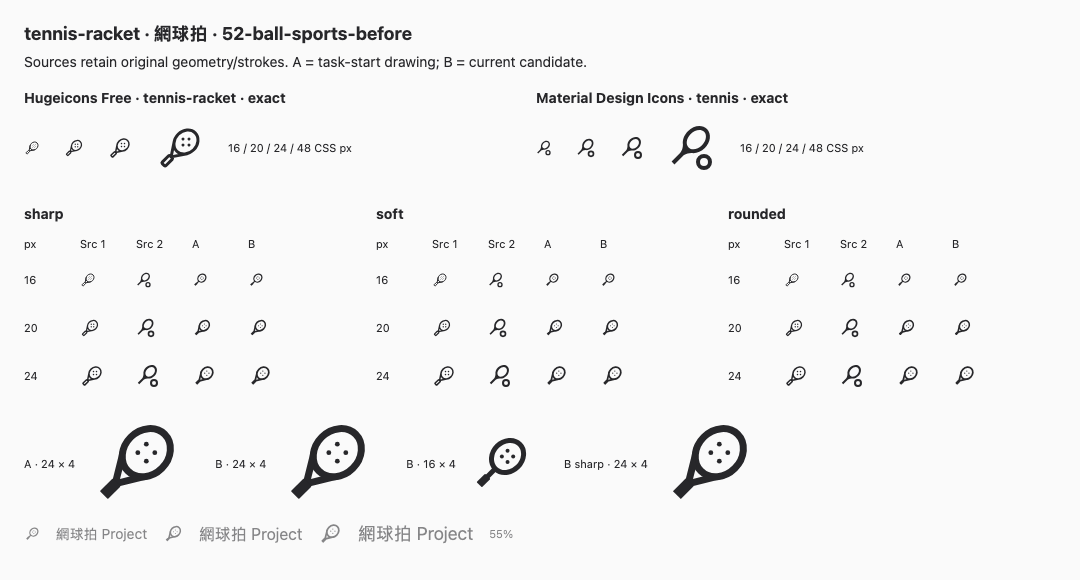 tennis-racket · 網球拍 · 52-ball-sports-before
Sources retain original geometry/strokes. A = task-start drawing; B = current candidate.
Hugeicons Free · tennis-racket · exact
Material Design Icons · tennis · exact
16 / 20 / 24 / 48 CSS px
16 / 20 / 24 / 48 CSS px
sharp
soft
rounded
px Src 1 Src 2 A B
px Src 1 Src 2 A B
px Src 1 Src 2 A B
16
16
16
20
20
20
24
24
24
A · 24 × 4
B · 24 × 4
B · 16 × 4
B sharp · 24 × 4
網球拍 Project
網球拍 Project
網球拍 Project
55%